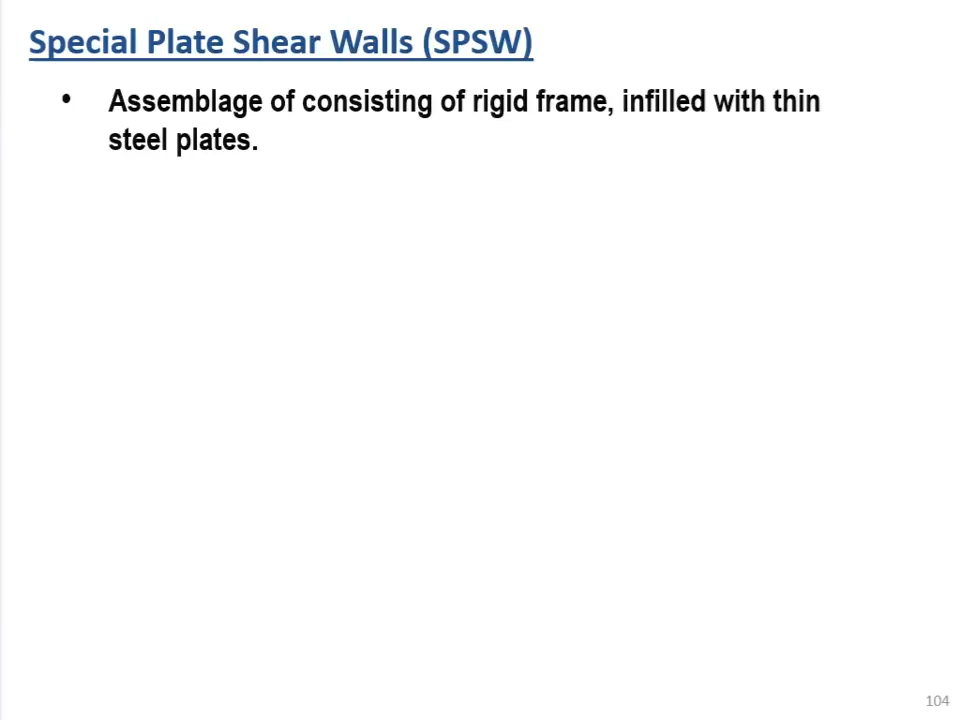 Special Plate Shear Walls (SPSW)
• Assemblage of consisting of rigid frame, infilled with thin
steel plates.
104